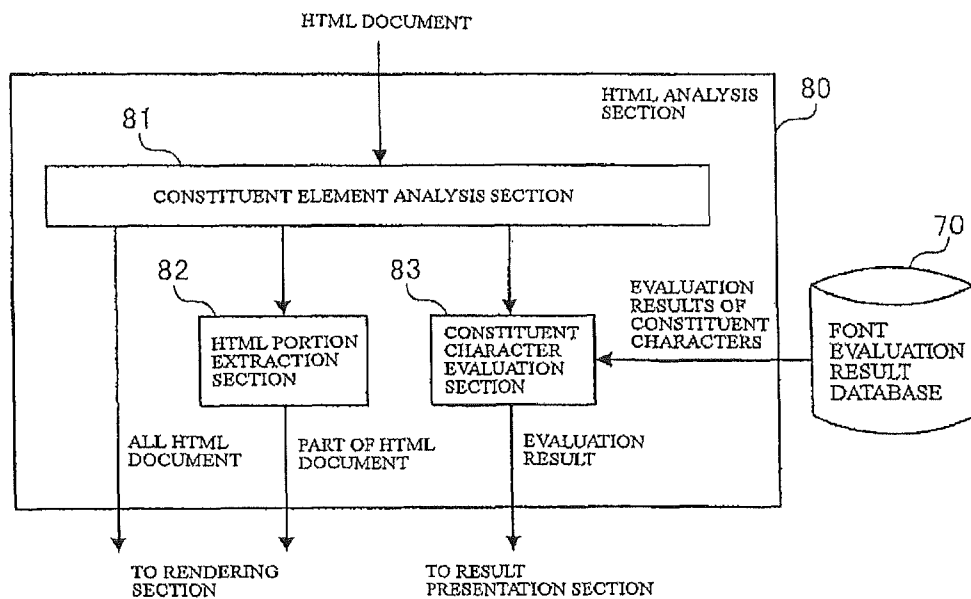 HTML DOCUMENT
HTML ANALYSIS
SECTION
80
81
CONSTITUENT ELEMENT ANALYSIS SECTION
82
HTML PORTION
EXTRACTION
SECTION
83
CONSTITUENT
CHARACTER
EVALUATION
SECTION
EVALUATION
RESULTS OF
CONSTITUENT
CHARACTERS
70
FONT
EVALUATION
RESULT
DATABASE
ALL HTML
DOCUMENT
PART OF HTML
DOCUMENT
EVALUATION
RESULT
TO RENDERING
SECTION
TO RESULT
PRESENTATION SECTION